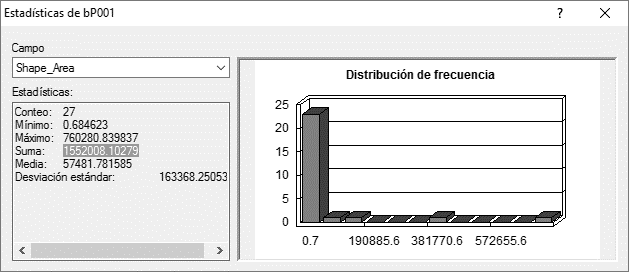 Estadísticas de bP001
?
Campo
Shape_Area
Estadísticas:
Conteo: 27
Mínimo: 0.684623
Máximo: 760280.839837
Suma: 1552008.10279
Media: 57481.781585
Desviación estándar: 163368.25053
Distribución de frecuencia
25
20
15
10
5
0
0.7 190885.6 381770.6 572655.6